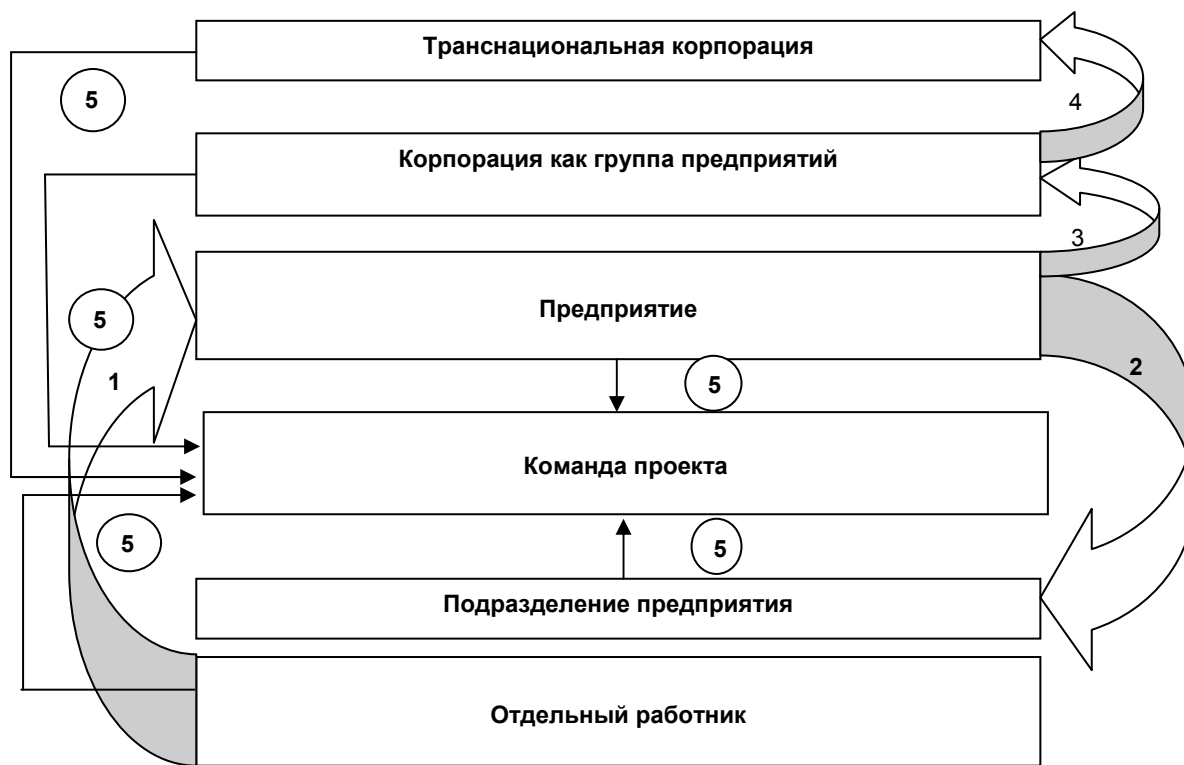 Транснациональная корпорация
5
4
Корпорация как группа предприятий
3
Предприятие
5
1
5
2
Команда проекта
5
5
Подразделение предприятия
Отдельный работник